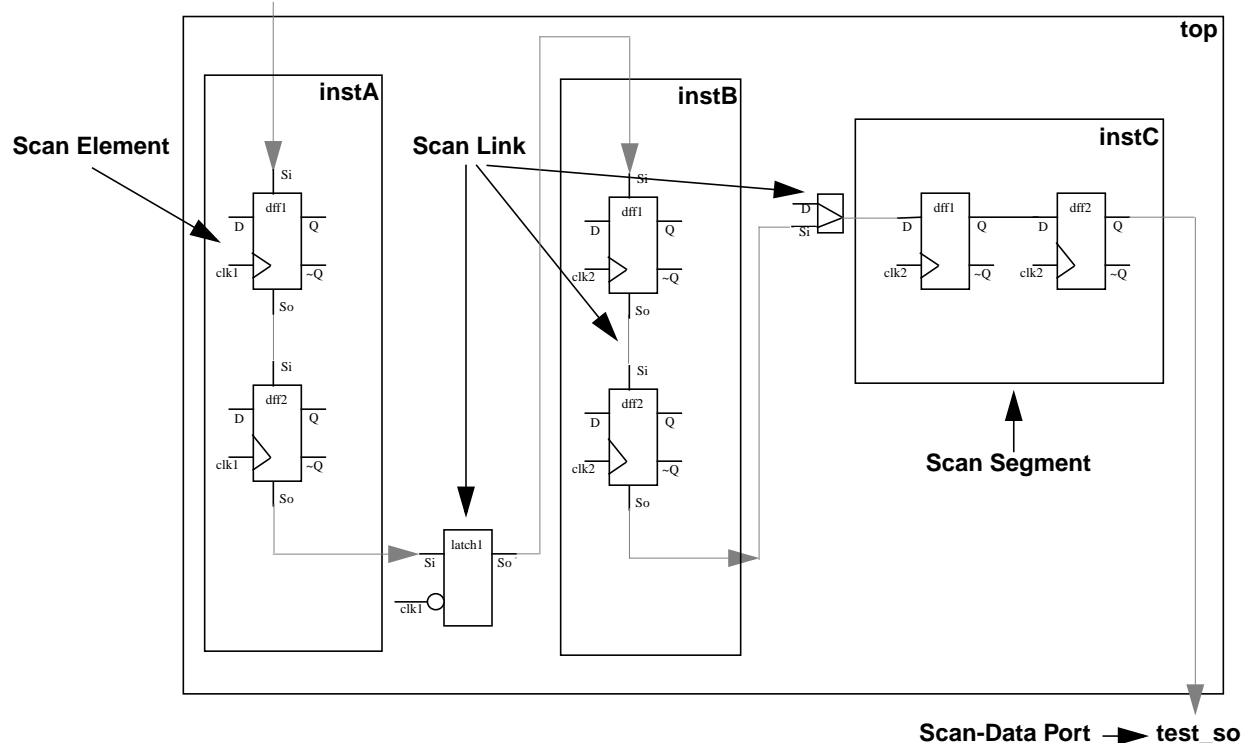 top
instA
instB
instC
Scan Element
Scan Link
Si
dff1
D
Q
clk1
~Q
So
Si
dff2
D
Q
clk1
~Q
So
Si
latch1
So
clk1
Si
dff1
D
Q
clk2
~Q
So
Si
dff2
D
Q
clk2
~Q
So
D
Si
dff1
D
Q
clk2
~Q
dff2
D
Q
clk2
~Q
Scan Segment
Scan-Data Port
test_so